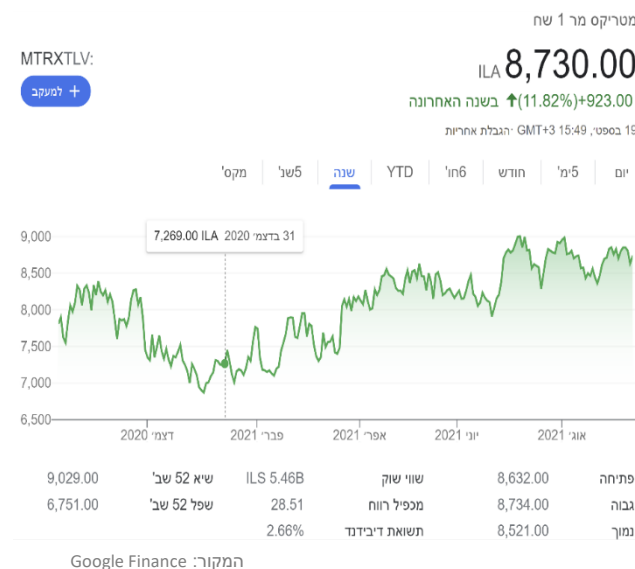 מטריקס מר 1 שח
MTRXTLV:
ILA 8,730.00
+ למעקב
+923.00 (11.82%)⬆ בשנה האחרונה
19 בספט׳, 15:49 GMT+3 ·הגבלת אחריות
יום 5ימ' חודש 6חו' YTD שנה 5שנ' מקס'
7,269.00 ILA 31 בדצמ׳ 2020
9,000
8,500
8,000
7,500
7,000
6,500
דצמ׳ 2020 פבר׳ 2021 אפר׳ 2021 יוני 2021 אוג׳ 2021
פתיחה 8,632.00 שווי שוק ILS 5.46B שיא 52 שב' 9,029.00
גבוה 8,734.00 מכפיל רווח 28.51 שפל 52 שב' 6,751.00
נמוך 8,521.00 תשואת דיבידנד 2.66%
המקור: Google Finance